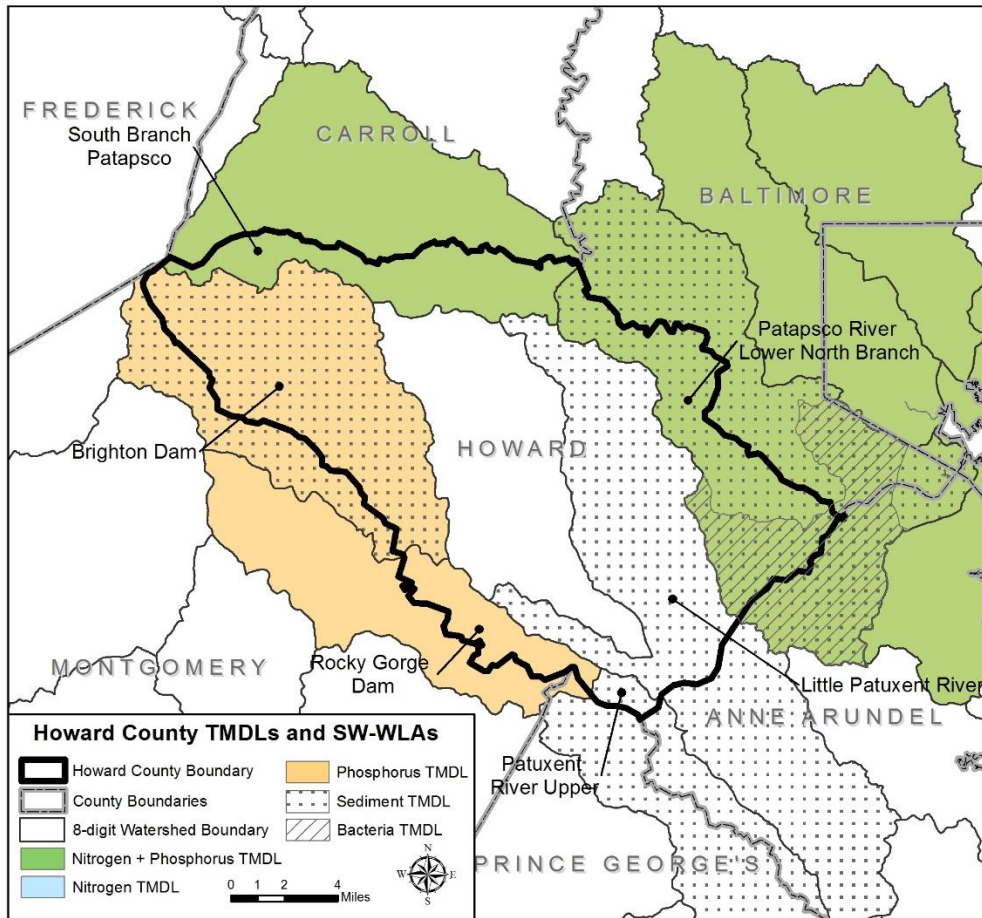 FREDERICK
South Branch
Patapsco
CARROLL
BALTIMORE
Patapsco River
Lower North Branch
HOWARD
Brighton Dam
MONTGOMERY
Rocky Gorge
Dam
Little Patuxent River
ANNE ARUNDEL
Patuxent
River Upper
PRINCE GEORGE'S
Howard County TMDLs and SW-WLAs
Howard County Boundary
County Boundaries
8-digit Watershed Boundary
Nitrogen + Phosphorus TMDL
Nitrogen TMDL
Phosphorus TMDL
Sediment TMDL
Bacteria TMDL
0 2 4
Miles
N
W E
S